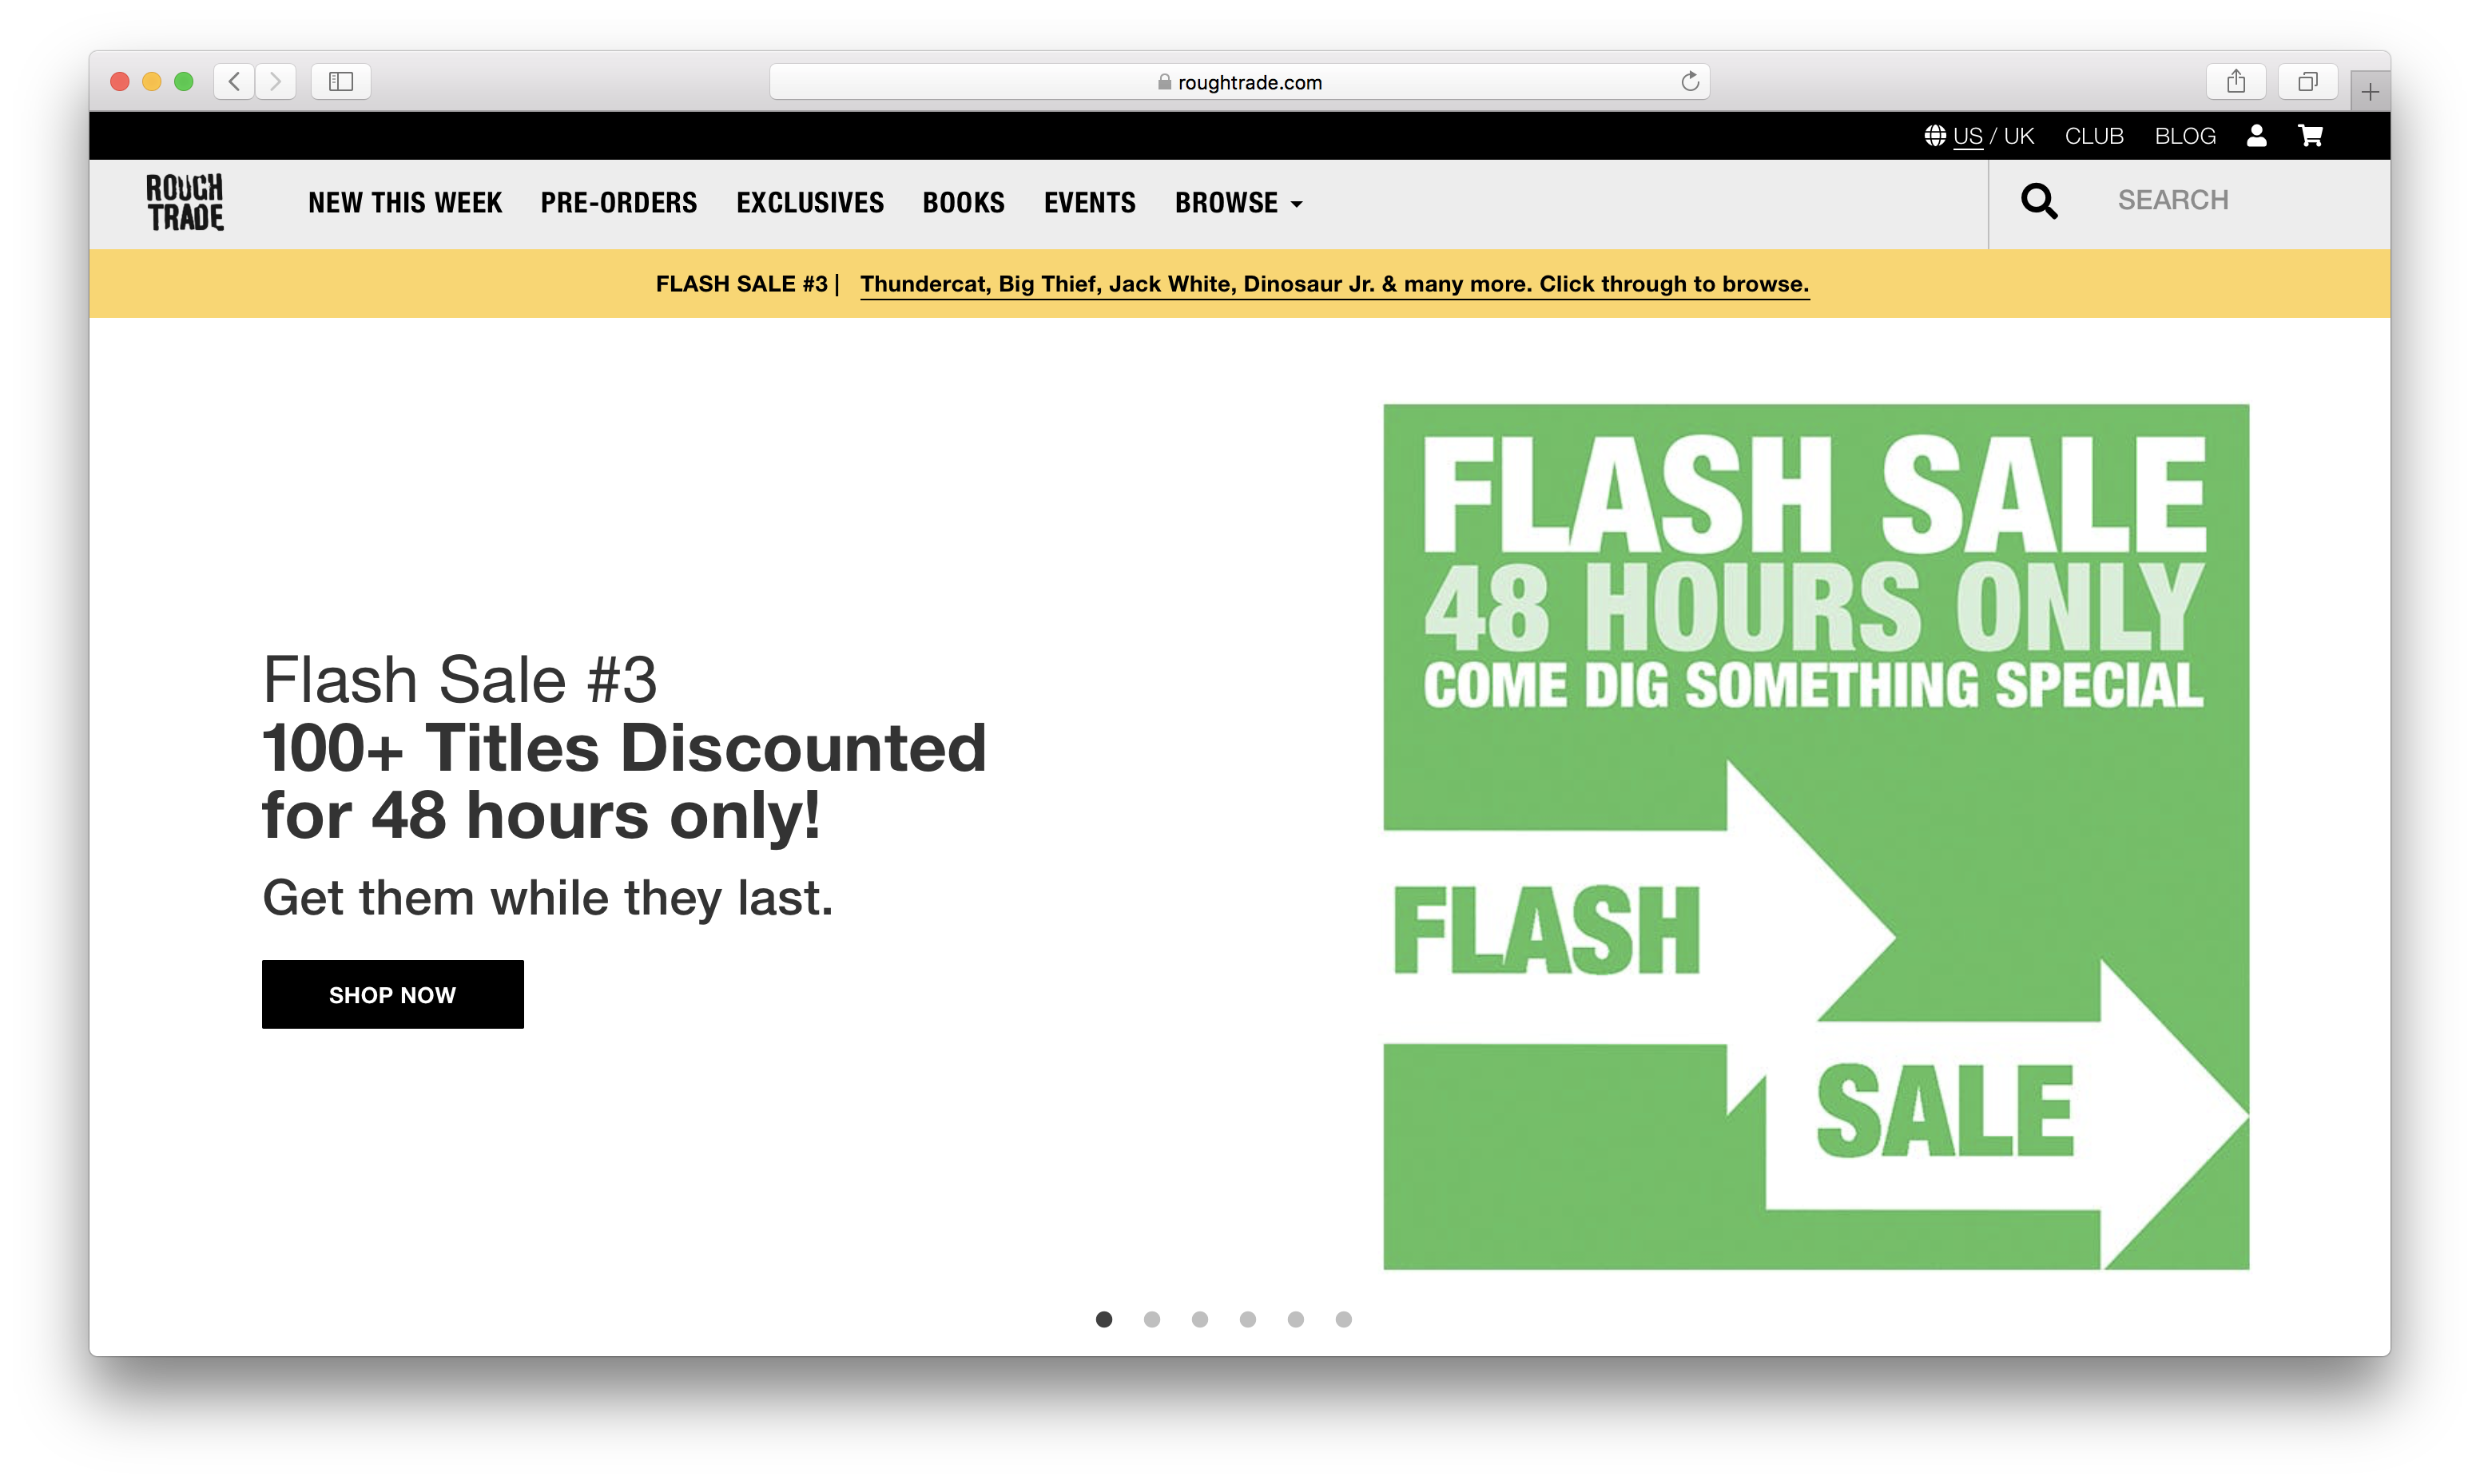 roughtrade.com
US / UK CLUB BLOG
ROUGH
TRADE
NEW THIS WEEK PRE-ORDERS EXCLUSIVES BOOKS EVENTS BROWSE
SEARCH
FLASH SALE #3 | Thundercat, Big Thief, Jack White, Dinosaur Jr. & many more. Click through to browse.
Flash Sale #3
100+ Titles Discounted
for 48 hours only!
Get them while they last.
SHOP NOW
FLASH SALE
48 HOURS ONLY
COME DIG SOMETHING SPECIAL
FLASH
SALE